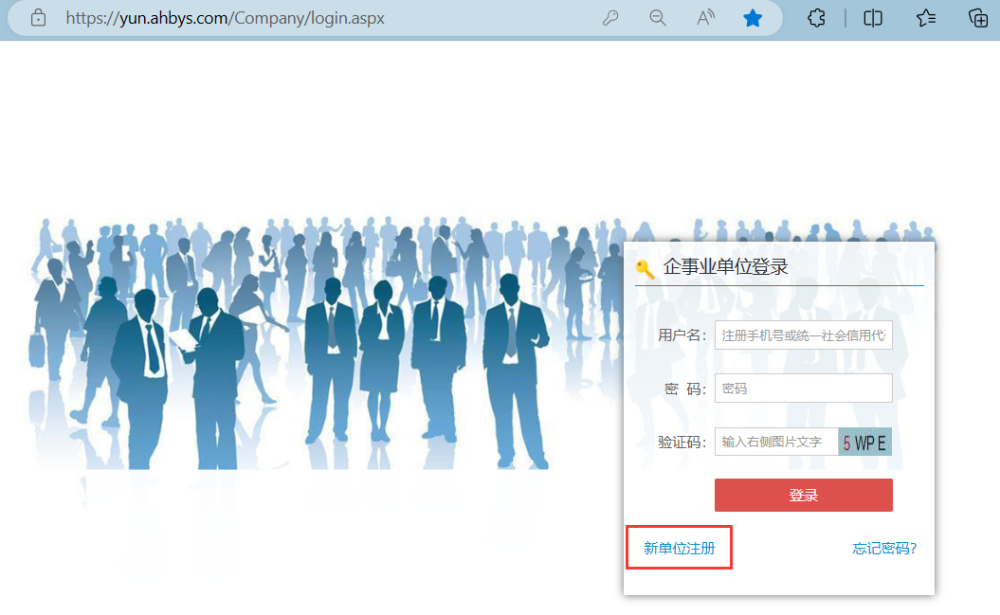 https://yun.ahbys.com/Company/login.aspx
企事业单位登录
用户名: 注册手机号或统一社会信用代
密 码: 密码
验证码: 输入右侧图片文字 5 WP E
登录
新单位注册 忘记密码?